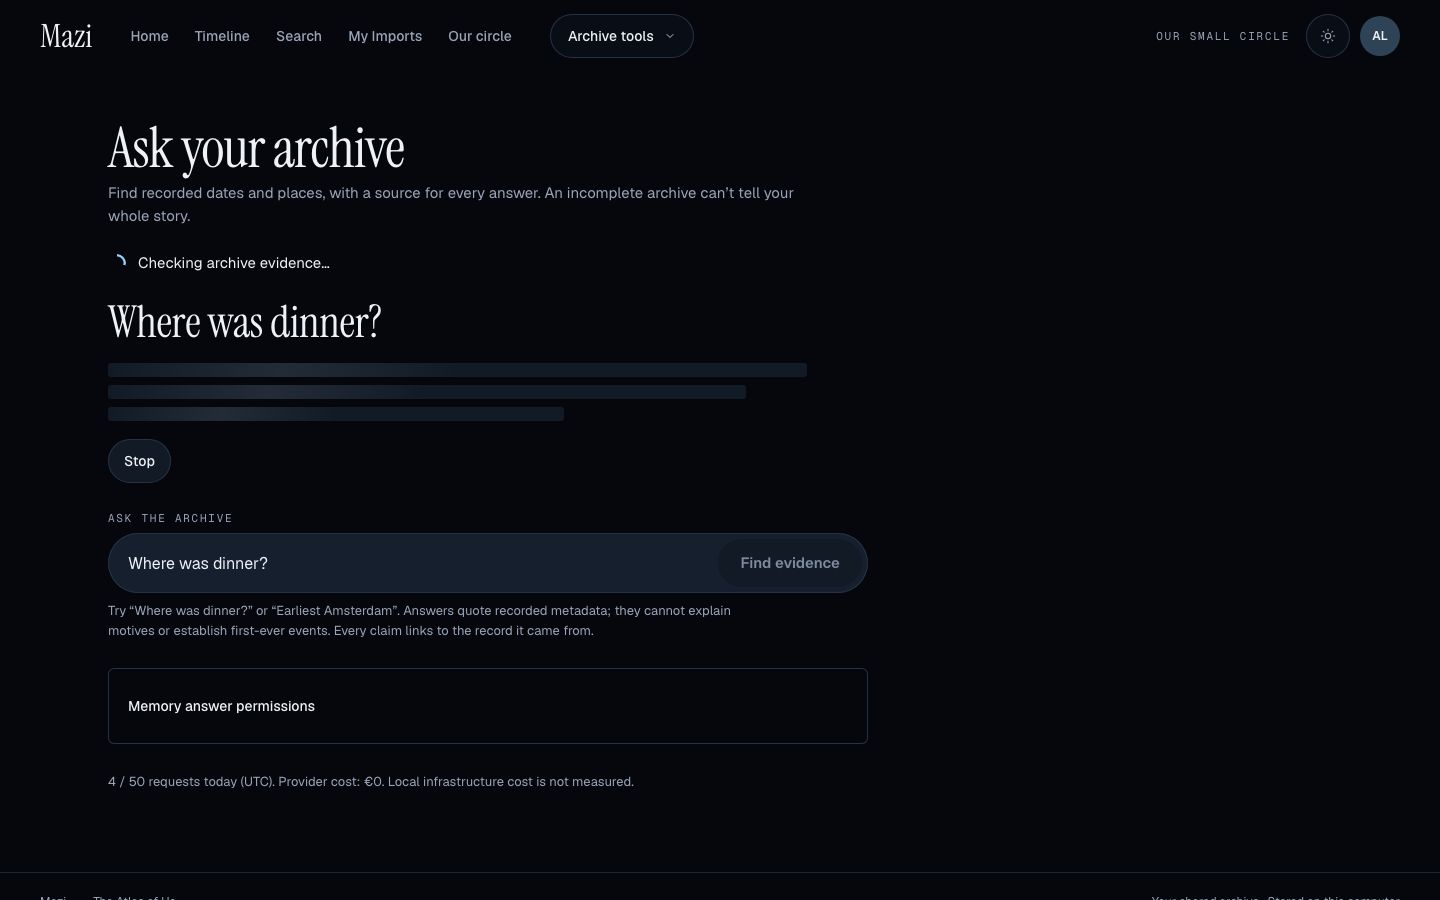 Mazi
Home
Timeline
Search
My Imports
Our circle
Archive tools
OUR SMALL CIRCLE
AL
Ask your archive
Find recorded dates and places, with a source for every answer. An incomplete archive can’t tell your
whole story.
Checking archive evidence…
Where was dinner?
Stop
ASK THE ARCHIVE
Where was dinner?
Find evidence
Try “Where was dinner?” or “Earliest Amsterdam”. Answers quote recorded metadata; they cannot explain
motives or establish first-ever events. Every claim links to the record it came from.
Memory answer permissions
4 / 50 requests today (UTC). Provider cost: €0. Local infrastructure cost is not measured.